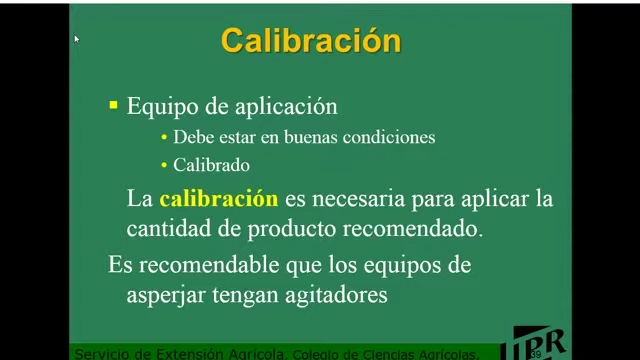 Calibración
Equipo de aplicación
Debe estar en buenas condiciones
Calibrado
La calibración es necesaria para aplicar la
cantidad de producto recomendado.
Es recomendable que los equipos de
asperjar tengan agitadores
Servicio de Extensión Agrícola, Colegio de Ciencias Agrícolas,
UPR
39